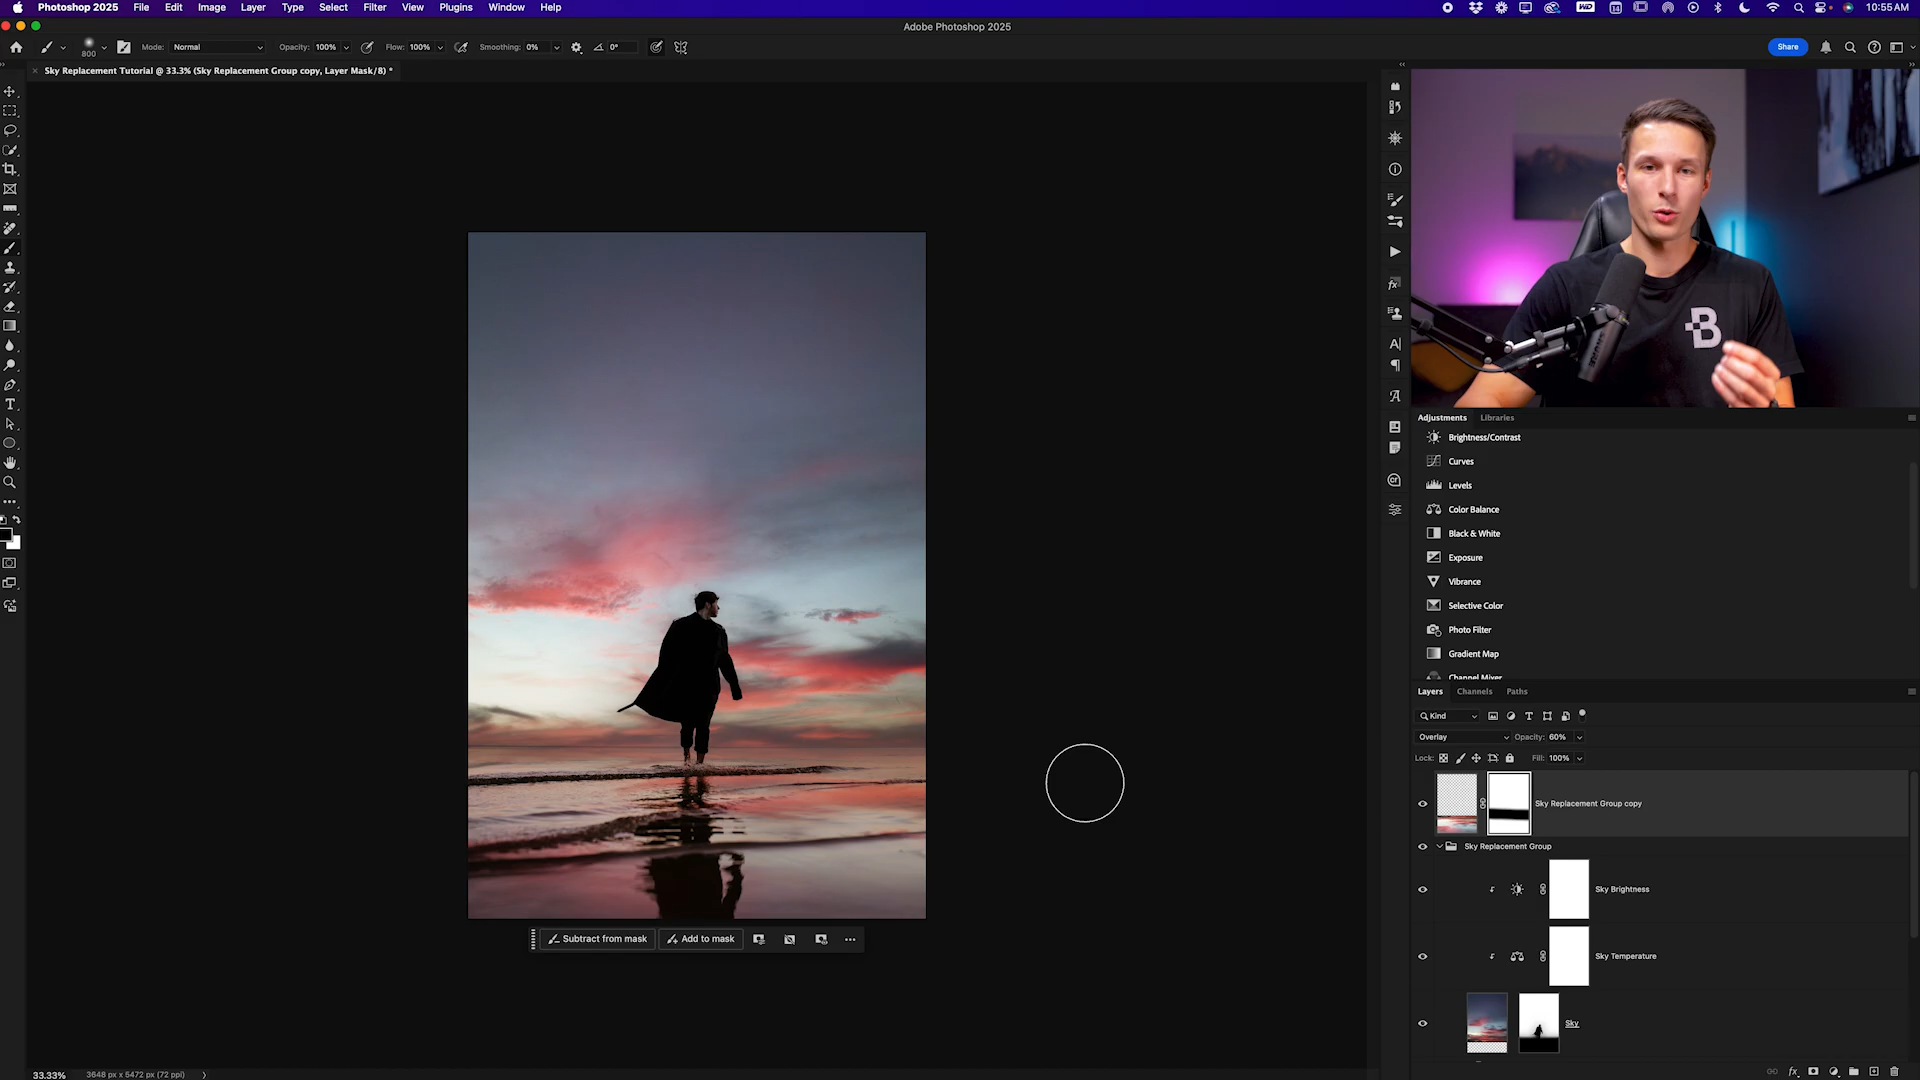 Photoshop 2025 File Edit Image Layer Type Select Filter View Plugins Window Help 10:55 AM
Adobe Photoshop 2025
800 Mode: Normal Opacity: 100% Flow: 100% Smoothing: 0% 0° Share
Sky Replacement Tutorial @ 33.3% (Sky Replacement Group copy, Layer Mask/8) *
B
Adjustments Libraries
Brightness/Contrast
Curves
Levels
Color Balance
Black & White
Exposure
Vibrance
Selective Color
Photo Filter
Gradient Map
Channel Mixer
Layers Channels Paths
Kind
Overlay Opacity: 60%
Lock: Fill: 100%
Sky Replacement Group copy
Sky Replacement Group
Sky Brightness
Sky Temperature
Sky
Subtract from mask Add to mask
33.33% 3648 px x 5472 px (72 ppi)